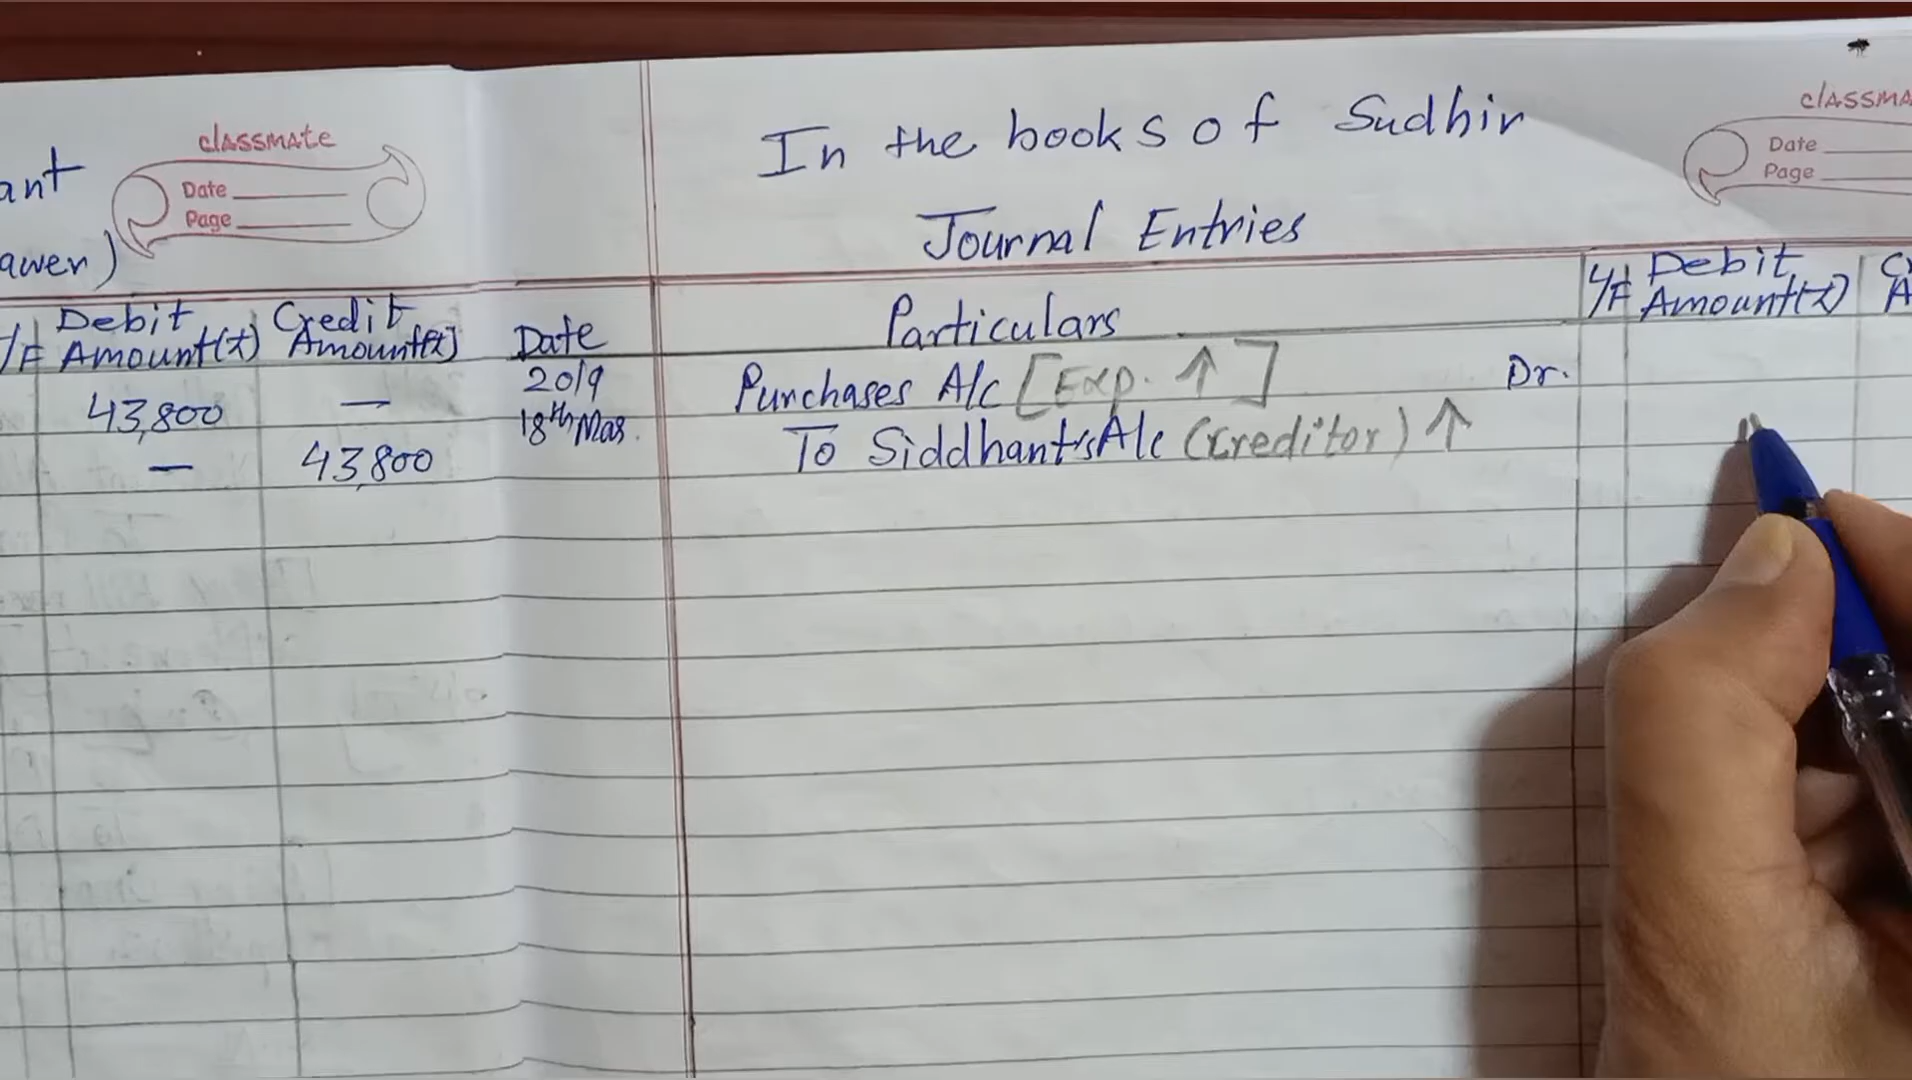 ant
awer)
classmate
Date
Page
L/F
Debit Amount(₹)
Credit Amount(₹)
43,800 —
— 43,800
In the books of Sudhir
Journal Entries
classma
Date
Page
Date
Particulars
L/F
Debit Amount(₹)
Cr
A
2019
18th Mar.
Purchases A/c [Exp. ↑] Dr.
To Siddhant's A/c (Creditor) ↑